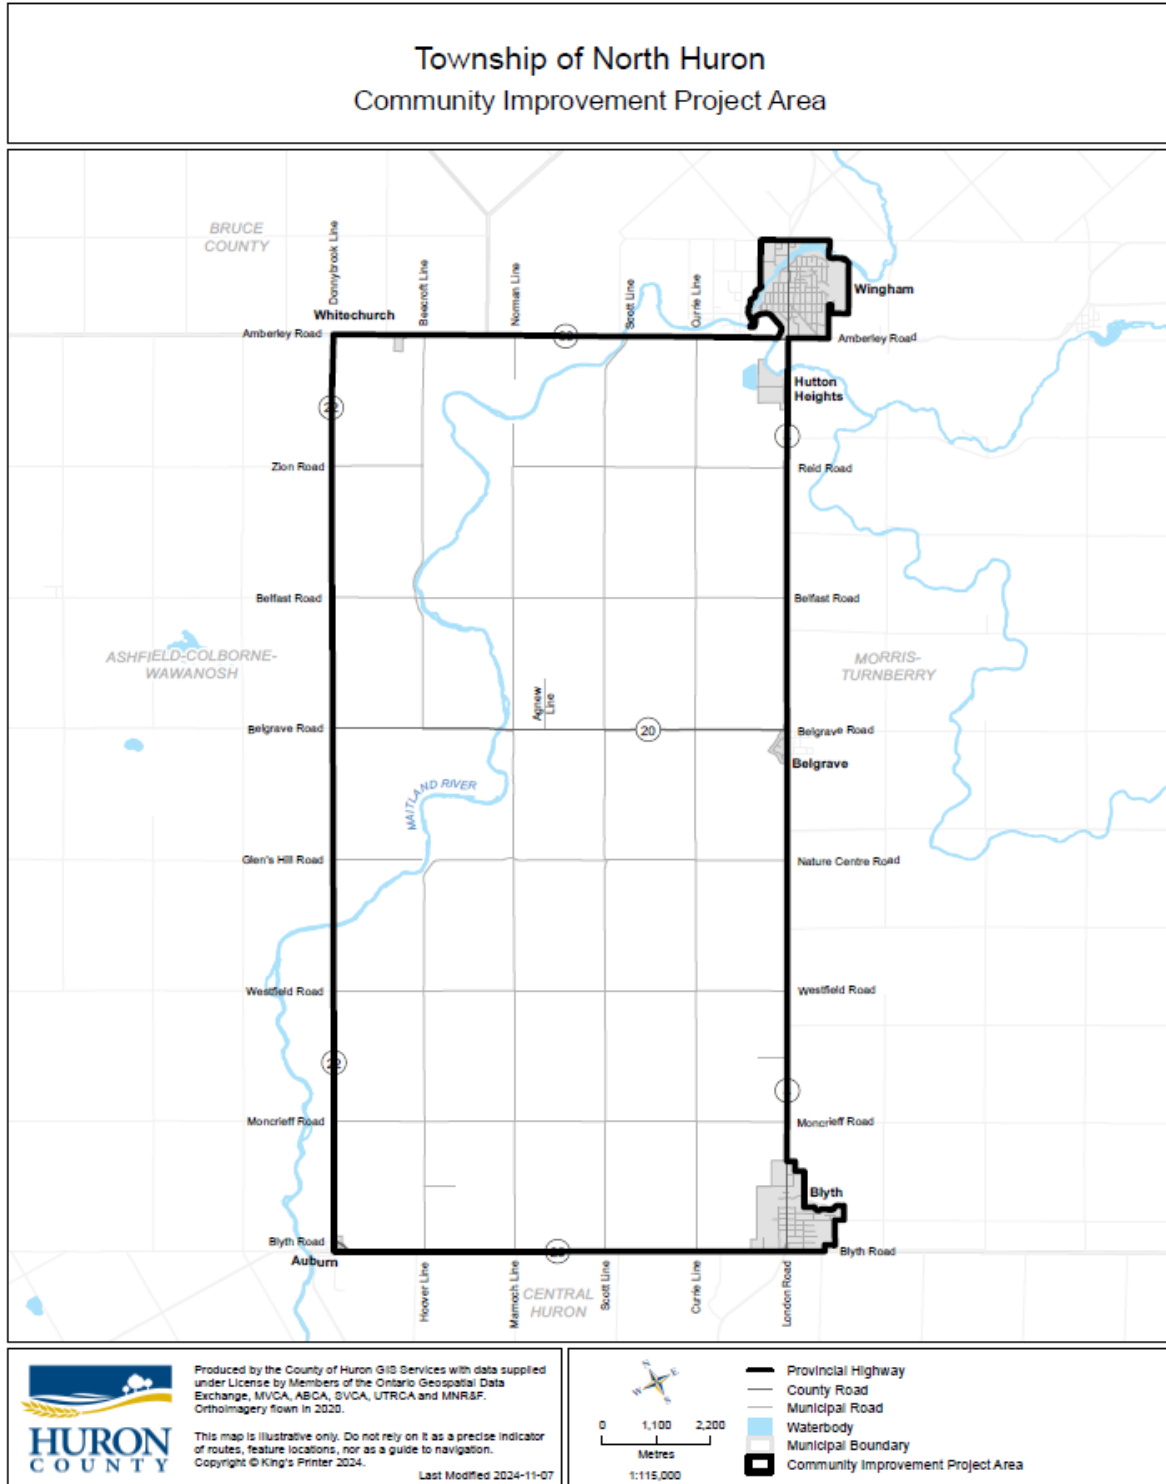 Township of North Huron
Community Improvement Project Area
BRUCE
COUNTY
Donnybrook Line
Beecroft Line
Norman Line
Scott Line
Currie Line
Whitechurch
Wingham
Amberley Road
Amberley Road
Hutton
Heights
22
Zion Road
Reid Road
Belfast Road
Belfast Road
ASHFIELD-COLBORNE-
WAWANOSH
MORRIS-
TURNBERRY
Agnew
Line
Belgrave Road
20
Belgrave Road
Belgrave
MAITLAND RIVER
Glen's Hill Road
Nature Centre Road
Westfield Road
Westfield Road
22
Moncrieff Road
Moncrieff Road
Blyth
Blyth Road
Blyth Road
Auburn
Hoover Line
Marnoch Line
Scott Line
Currie Line
London Road
CENTRAL
HURON
HURON
COUNTY
Produced by the County of Huron GIS Services with data supplied
under License by Members of the Ontario Geospatial Data
Exchange, MVCA, ABCA, SVCA, UTRCA and MNR&F.
Orthoimagery flown in 2020.
This map is illustrative only. Do not rely on it as a precise indicator
of routes, feature locations, nor as a guide to navigation.
Copyright © King's Printer 2024.
Last Modified 2024-11-07
N
E
S
W
0 1,100 2,200
Metres
1:115,000
Provincial Highway
County Road
Municipal Road
Waterbody
Municipal Boundary
Community Improvement Project Area